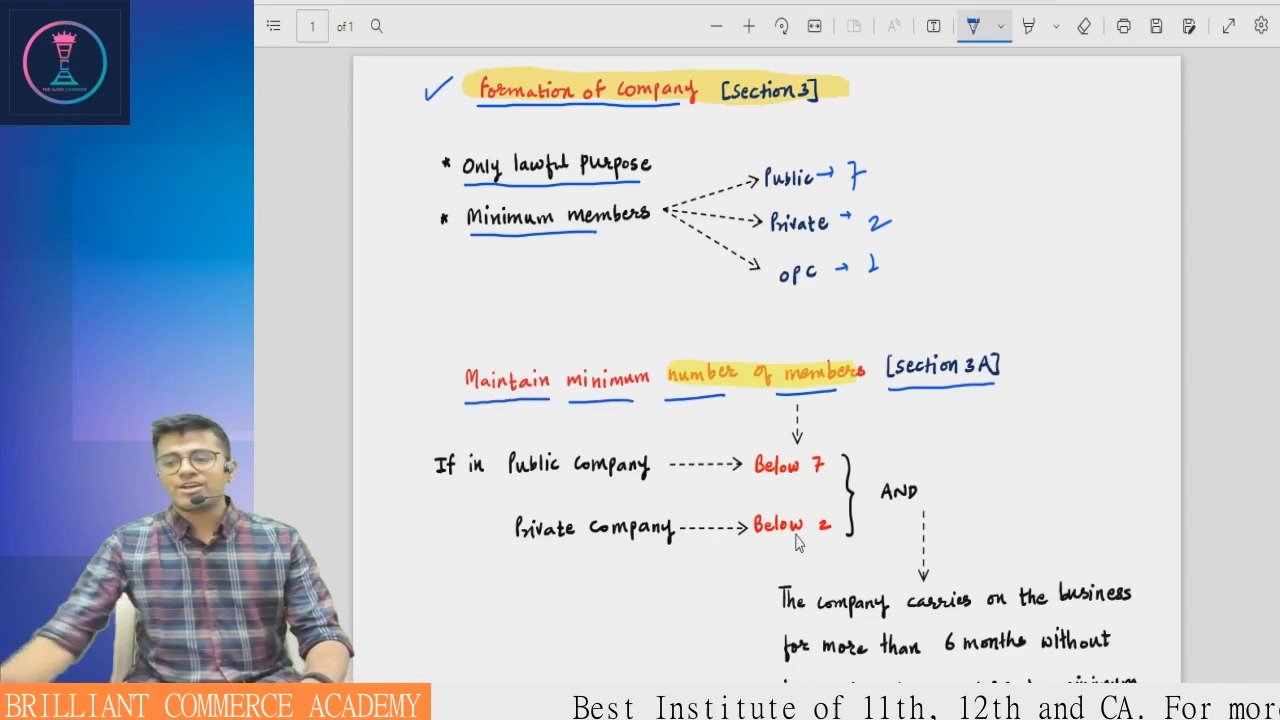 THE GAME CHANGER
1 of 1
Formation of company [Section 3]
* Only lawful purpose
* Minimum members
Public → 7
Private → 2
OPC → 1
Maintain minimum number of members [Section 3A]
If in Public Company -----> Below 7
Private Company -----> Below 2
AND
The company carries on the business
for more than 6 months without
BRILLIANT COMMERCE ACADEMY
Best Institute of 11th, 12th and CA. For more